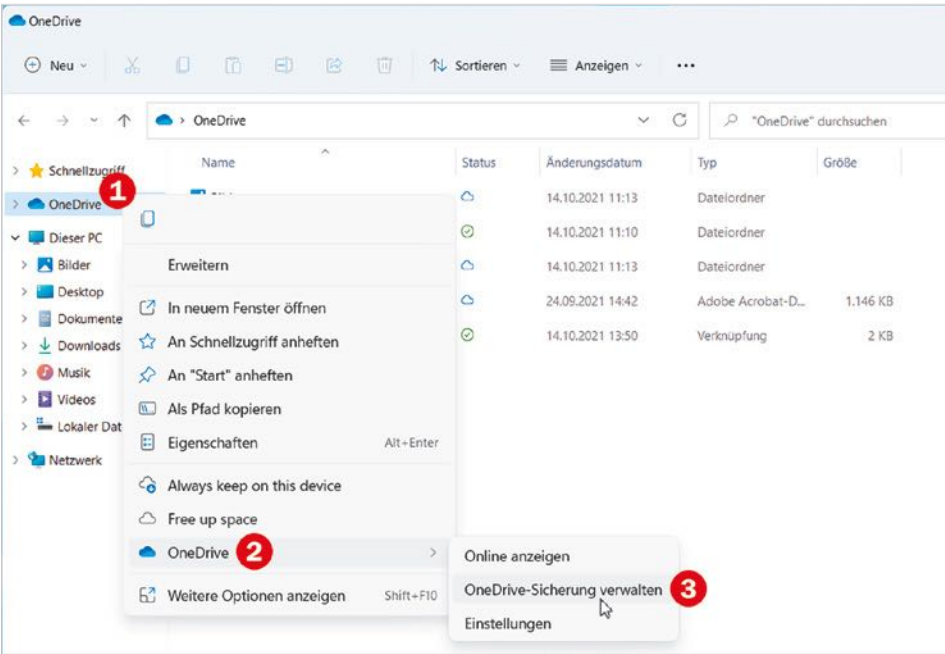 OneDrive
Neu
Sortieren
Anzeigen
OneDrive
"OneDrive" durchsuchen
Name Status Änderungsdatum Typ Größe
Schnellzugriff
14.10.2021 11:13 Dateiordner
1
OneDrive
14.10.2021 11:10 Dateiordner
Dieser PC
14.10.2021 11:13 Dateiordner
Bilder
24.09.2021 14:42 Adobe Acrobat-D... 1.146 KB
Desktop
14.10.2021 13:50 Verknüpfung 2 KB
Dokumente
Downloads
Musik
Videos
Lokaler Dat
Netzwerk
Erweitern
In neuem Fenster öffnen
An Schnellzugriff anheften
An "Start" anheften
Als Pfad kopieren
Eigenschaften Alt+Enter
Always keep on this device
Free up space
OneDrive 2
Weitere Optionen anzeigen Shift+F10
Online anzeigen
OneDrive-Sicherung verwalten 3
Einstellungen